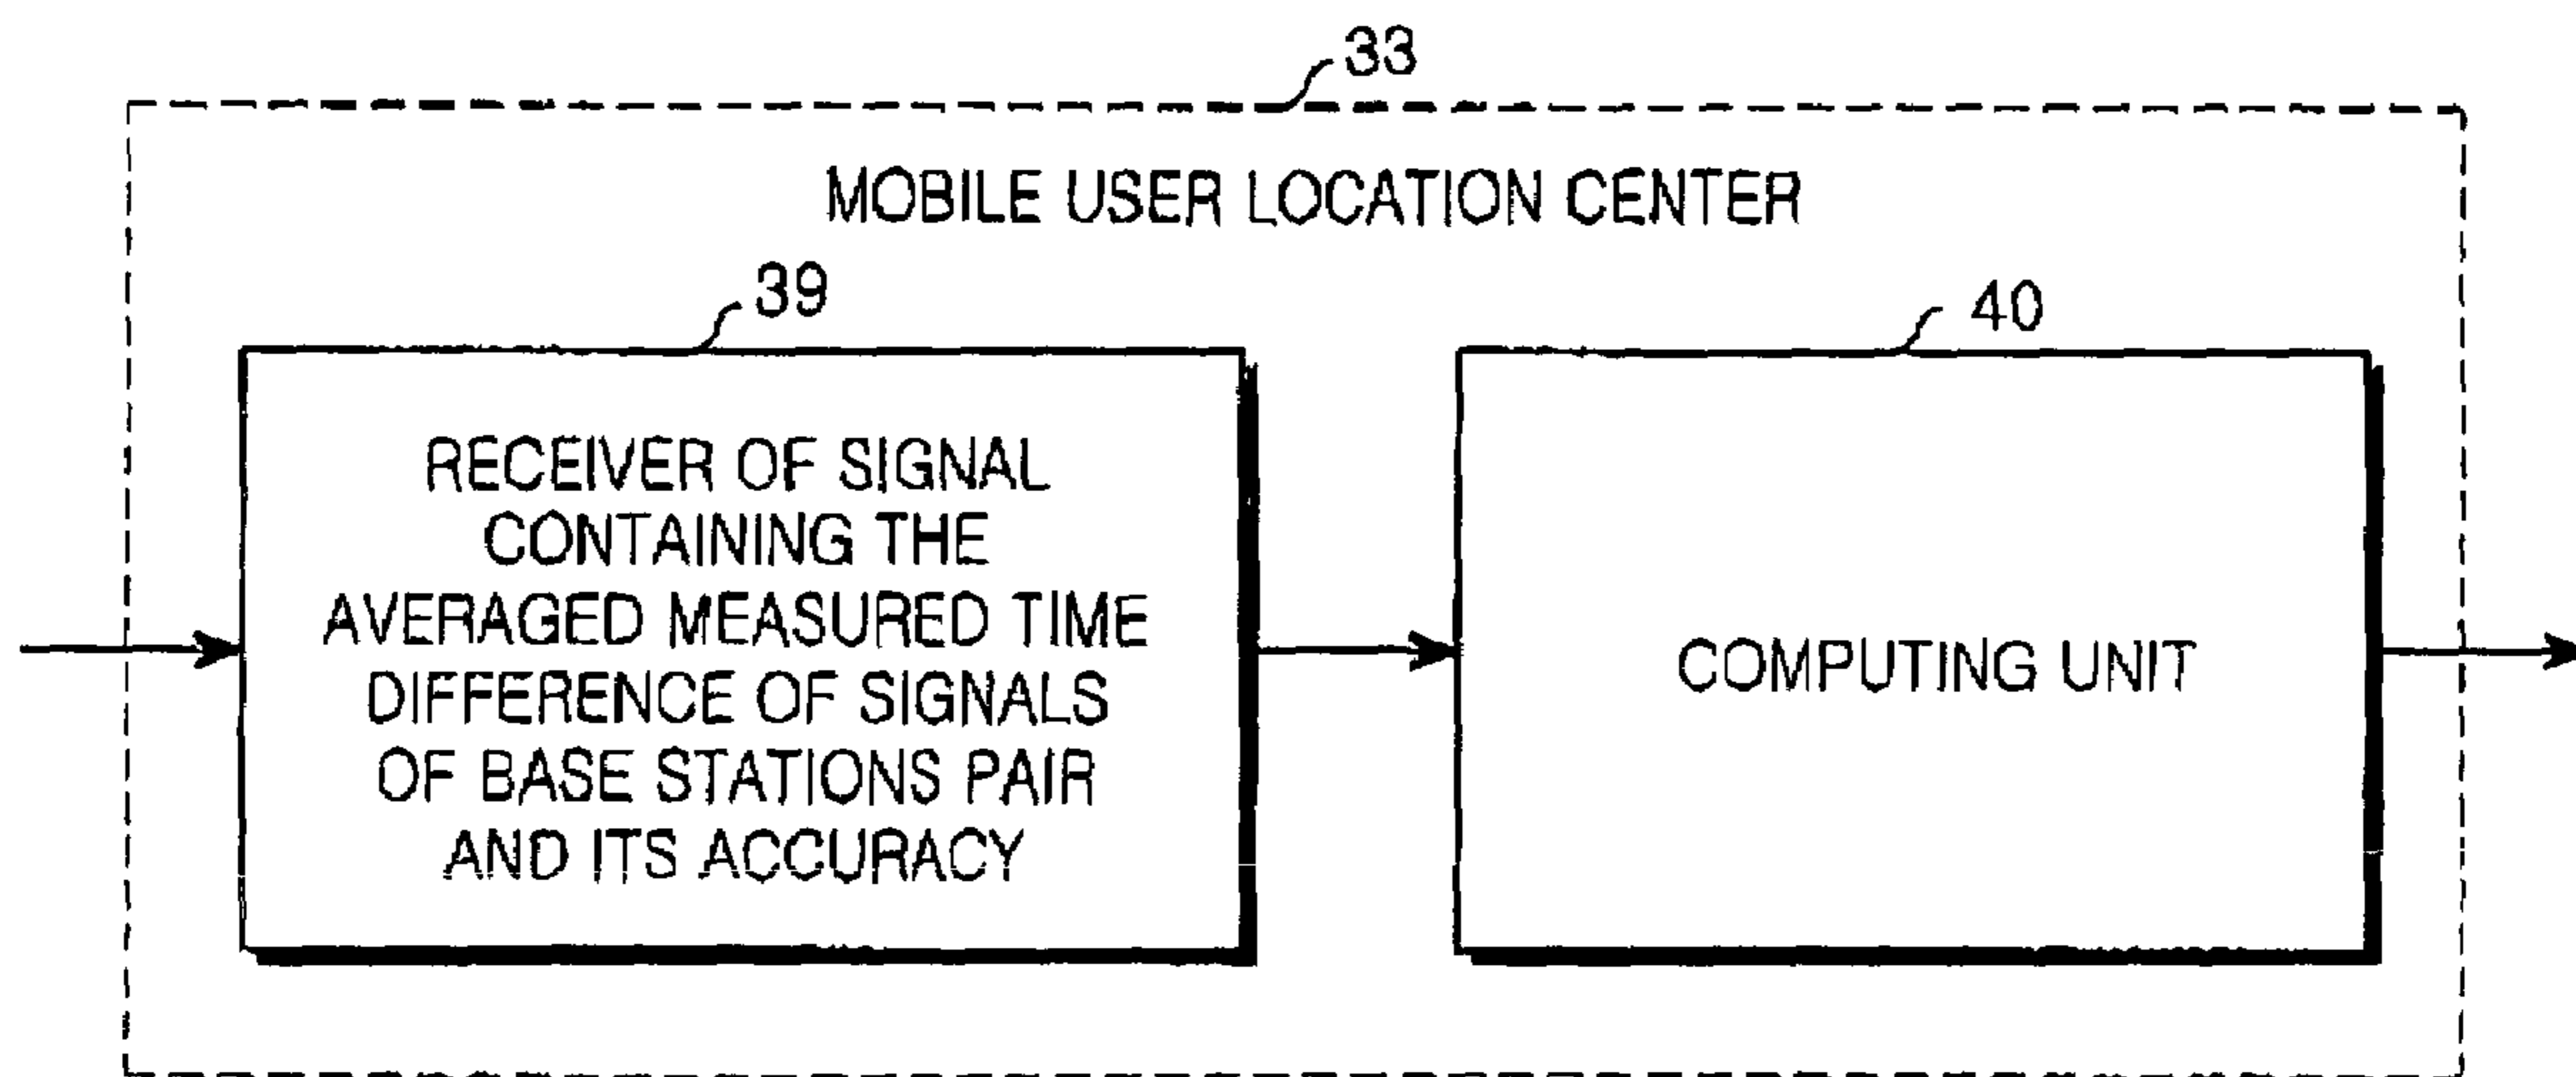 33
MOBILE USER LOCATION CENTER
39
40
RECEIVER OF SIGNAL
CONTAINING THE
AVERAGED MEASURED TIME
DIFFERENCE OF SIGNALS
OF BASE STATIONS PAIR
AND ITS ACCURACY
COMPUTING UNIT